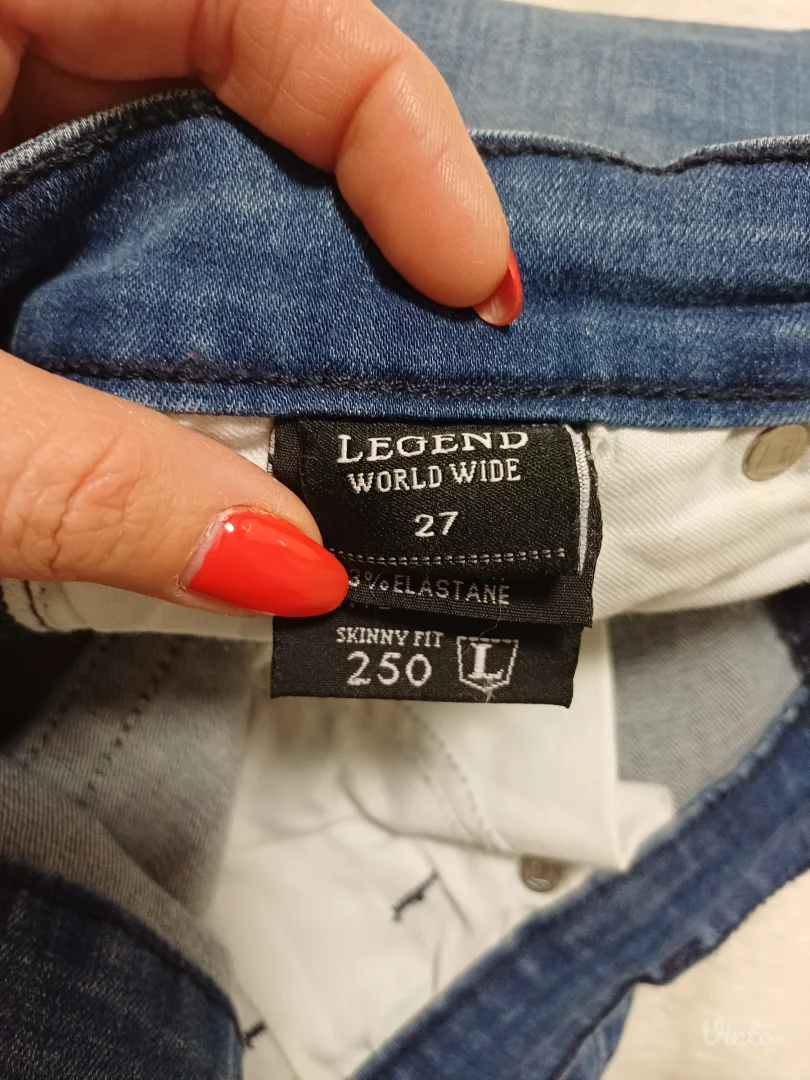 LEGEND
WORLD WIDE
27
3% ELASTANE
SKINNY FIT
250 L